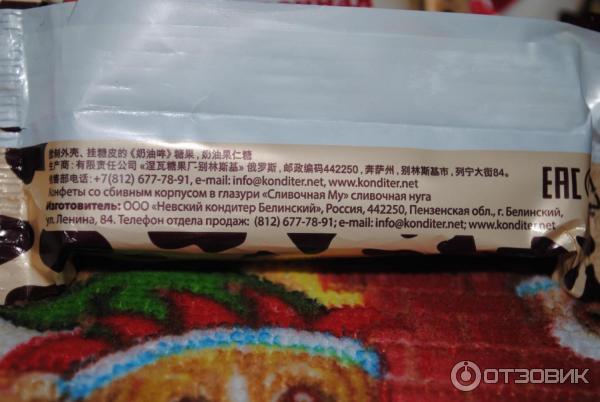 外壳、挂糖皮的《奶油哞》糖果，奶油果仁糖
生产商：有限责任公司«涅瓦糖果厂-别林斯基» 俄罗斯，邮政编码442250，奔萨州，别林斯基市，列宁大街84。
销售部电话:+7(812) 677-78-91, e-mail: info@konditer.net, www.konditer.net
Конфеты со сбивным корпусом в глазури «Сливочная Му» сливочная нуга
Изготовитель: ООО «Невский кондитер Белинский», Россия, 442250, Пензенская обл., г. Белинский,
ул. Ленина, 84. Телефон отдела продаж: (812) 677-78-91; e-mail: info@konditer.net; www.konditer.net
EAC
ОТЗОВИК